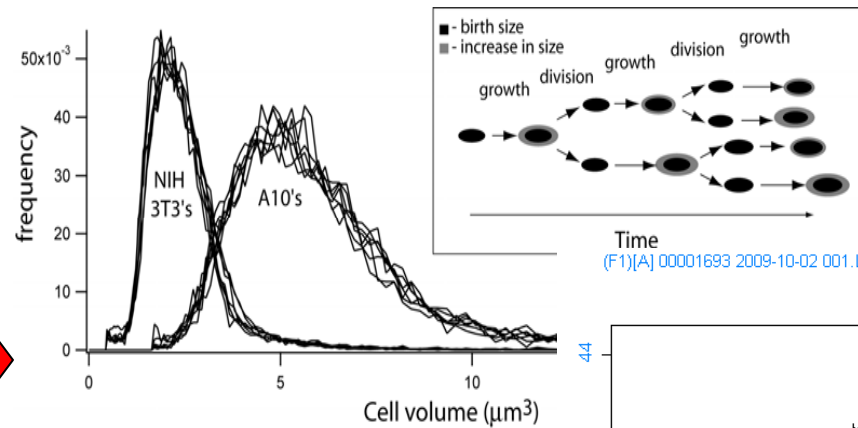 50x10⁻³
40
30
20
10
0
frequency
NIH
3T3's
A10's
0
5
10
Cell volume (μm³)
- birth size
- increase in size
growth
division
growth
division
growth
Time
(F1)[A] 00001693 2009-10-02 001.
44